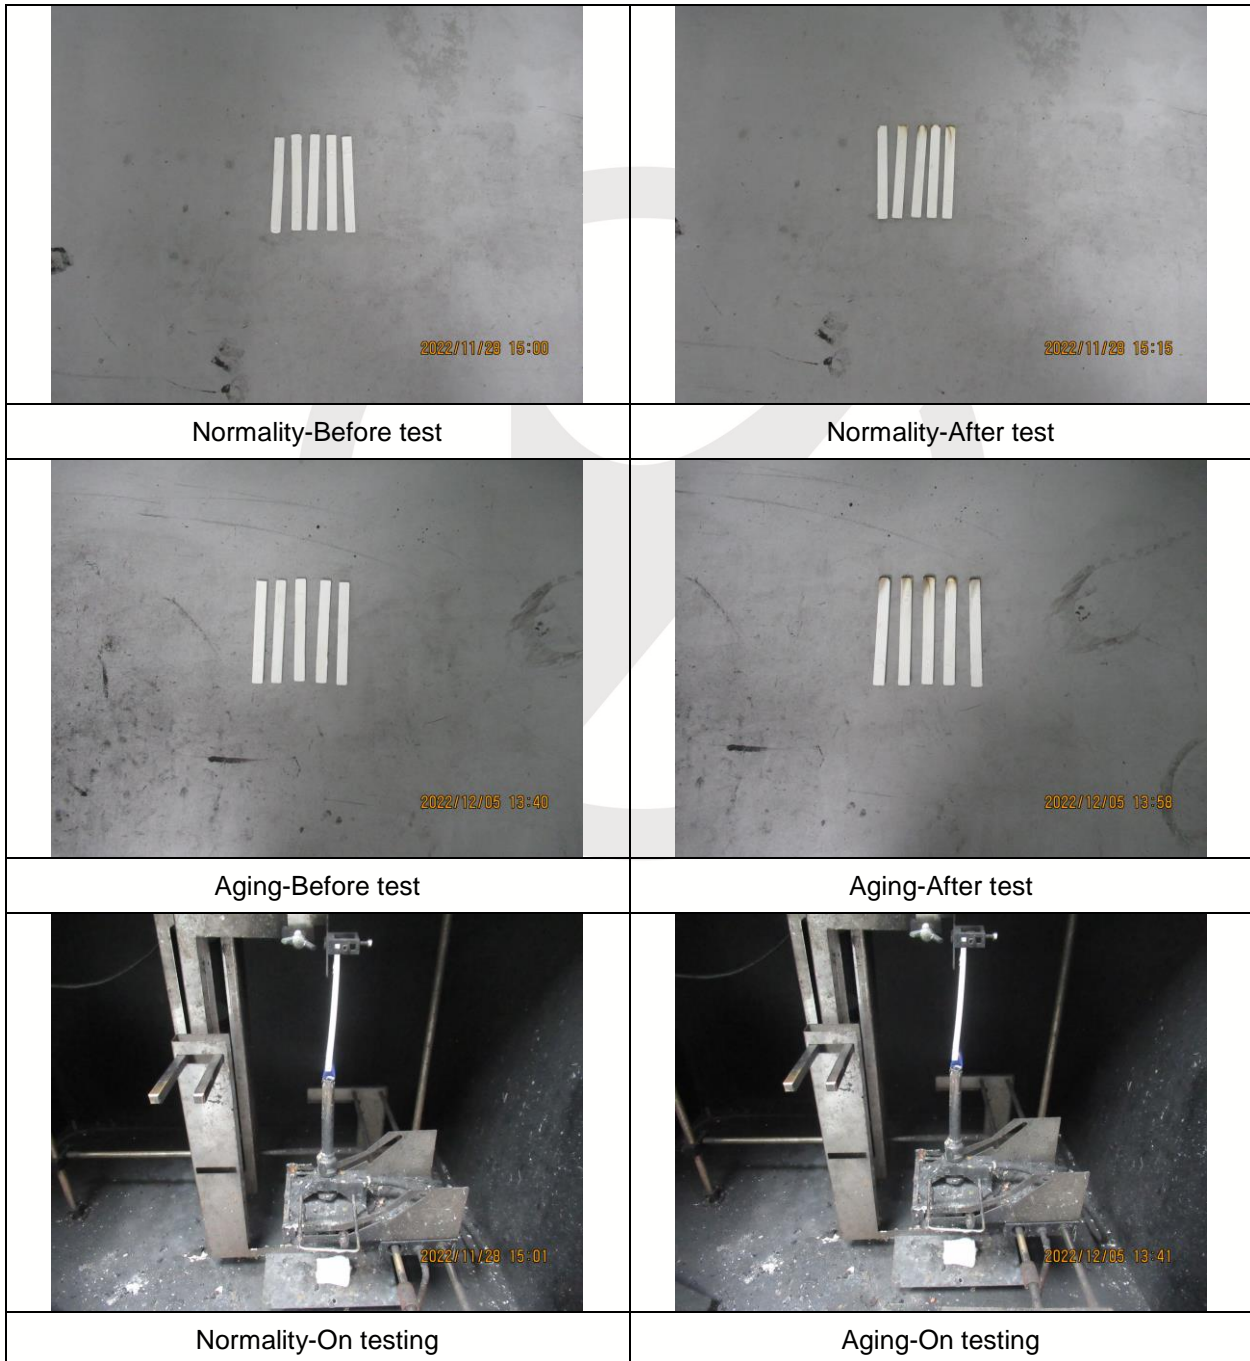 2022/11/28 15:00
2022/11/28 15:15
Normality-Before test
Normality-After test
2022/12/05 13:40
2022/12/05 13:58
Aging-Before test
Aging-After test
2022/11/28 15:01
2022/12/05 13:41
Normality-On testing
Aging-On testing